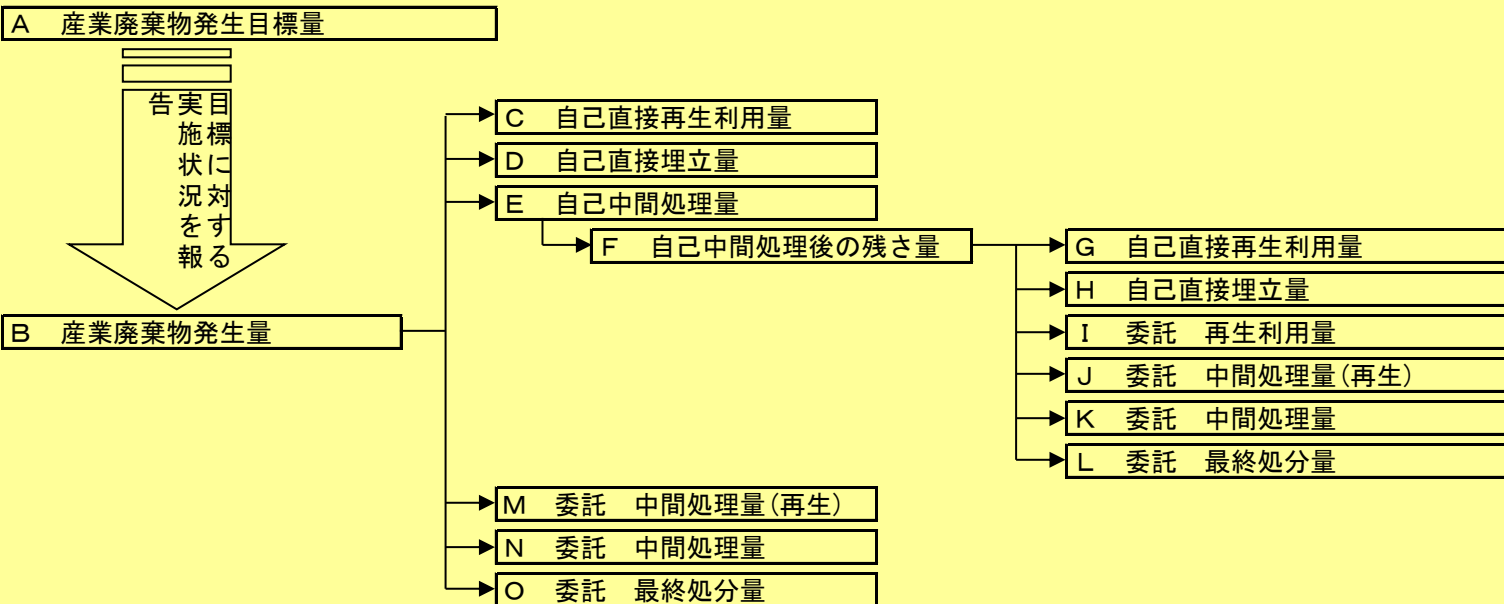 A　産業廃棄物発生目標量
目標に対する
実施状況を報
告
C　自己直接再生利用量
D　自己直接埋立量
E　自己中間処理量
F　自己中間処理後の残さ量
G　自己直接再生利用量
H　自己直接埋立量
I　委託　再生利用量
B　産業廃棄物発生量
J　委託　中間処理量（再生）
K　委託　中間処理量
L　委託　最終処分量
M　委託　中間処理量（再生）
N　委託　中間処理量
O　委託　最終処分量